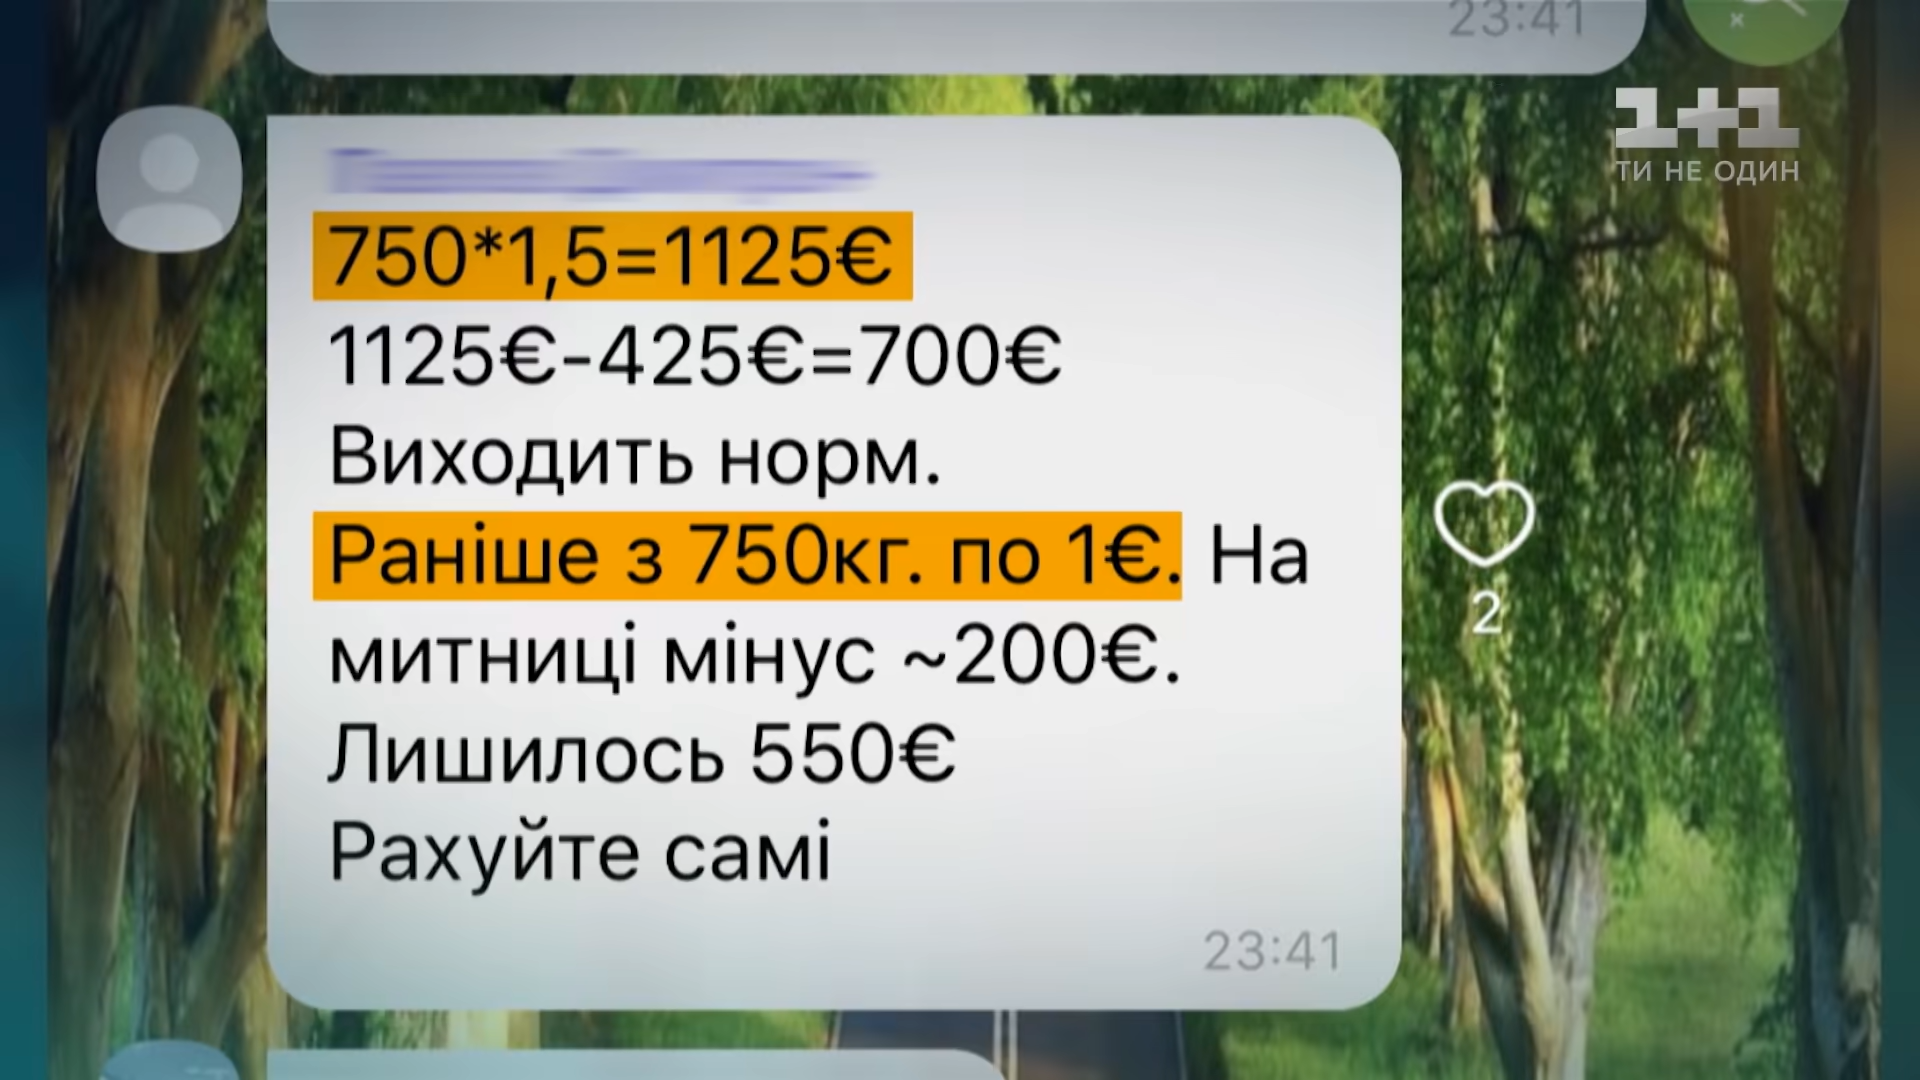 23:41
1+1
ТИ НЕ ОДИН
750*1,5=1125€
1125€-425€=700€
Виходить норм.
Раніше з 750кг. по 1€. На
митниці мінус ~200€.
Лишилось 550€
Рахуйте самі
23:41
2